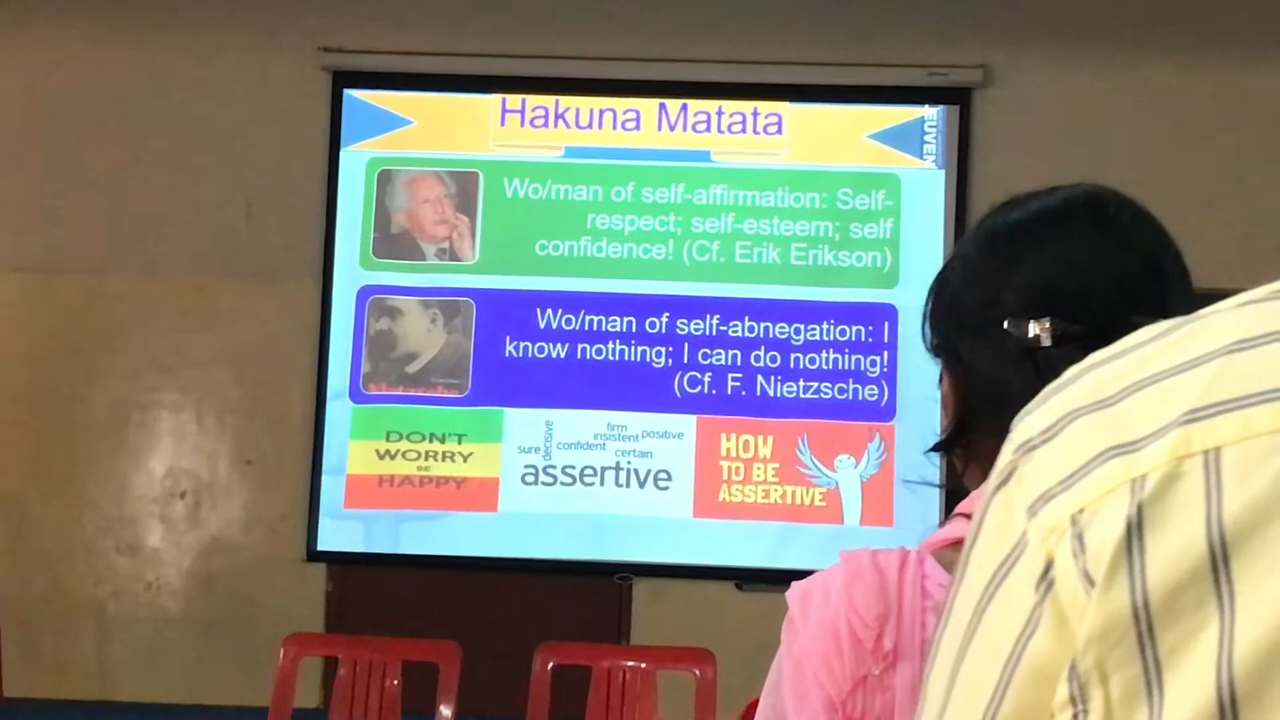 Hakuna Matata
EUVEN
Wo/man of self-affirmation: Self-
respect; self-esteem; self
confidence! (Cf. Erik Erikson)
Wo/man of self-abnegation: I
know nothing; I can do nothing!
(Cf. F. Nietzsche)
Nietzsche
DON'T
WORRY
BE
HAPPY
firm
insistent positive
sure decisive confident certain
assertive
HOW
TO BE
ASSERTIVE